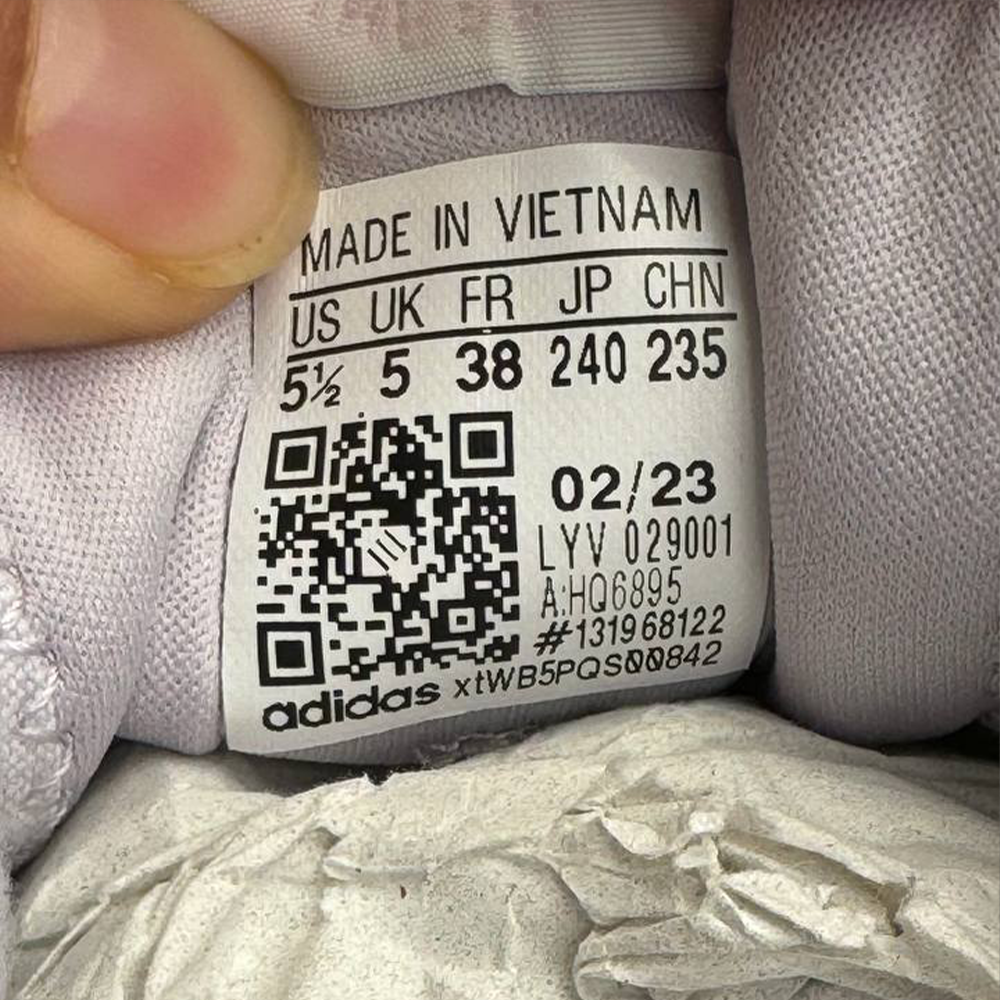 MADE IN VIETNAM
US UK FR JP CHN
5½ 5 38 240 235
02/23
LYV 029001
A:HQ6895
#131968122
adidas xtWB5PQS00842